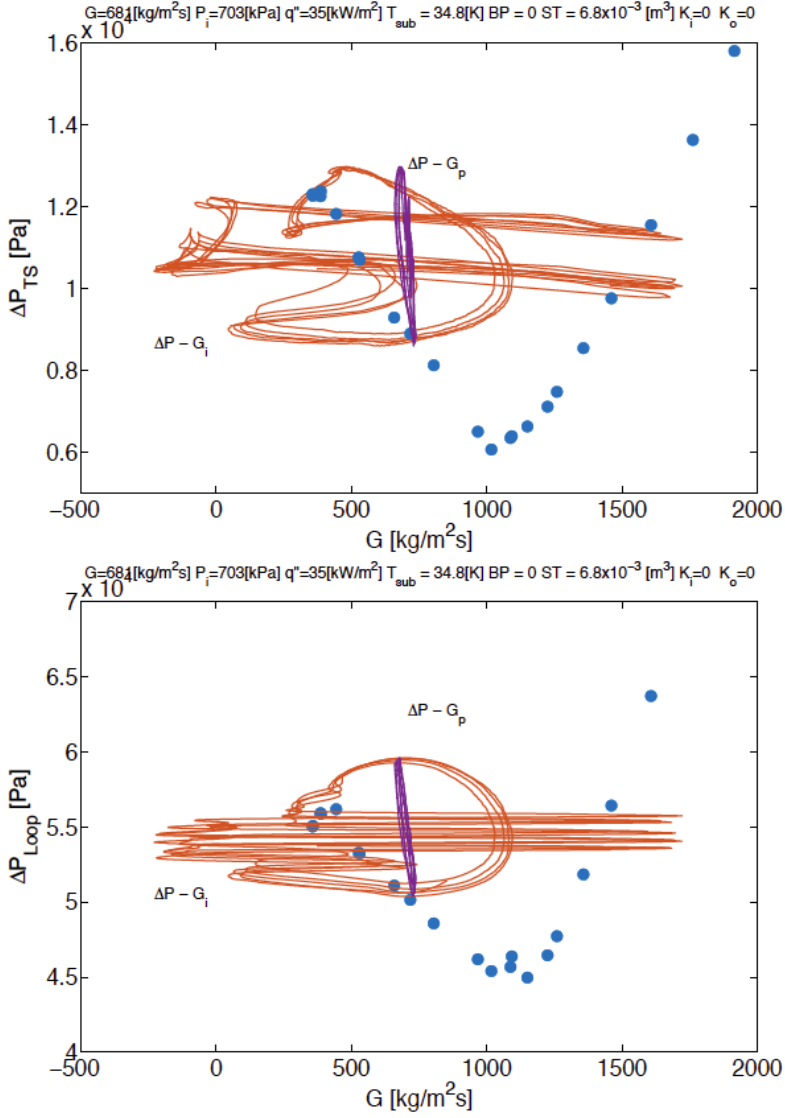 G=681[kg/m²s] P_i=703[kPa] q"=35[kW/m²] T_sub = 34.8[K] BP = 0 ST = 6.8x10⁻³ [m³] K_i=0 K_o=0
x 10⁴
1.6
1.4
1.2
1
0.8
0.6
ΔP_TS [Pa]
ΔP – G_p
ΔP – G_i
−500 0 500 1000 1500 2000
G [kg/m²s]
G=681[kg/m²s] P_i=703[kPa] q"=35[kW/m²] T_sub = 34.8[K] BP = 0 ST = 6.8x10⁻³ [m³] K_i=0 K_o=0
x 10⁴
7
6.5
6
5.5
5
4.5
4
ΔP_Loop [Pa]
ΔP – G_p
ΔP – G_i
−500 0 500 1000 1500 2000
G [kg/m²s]